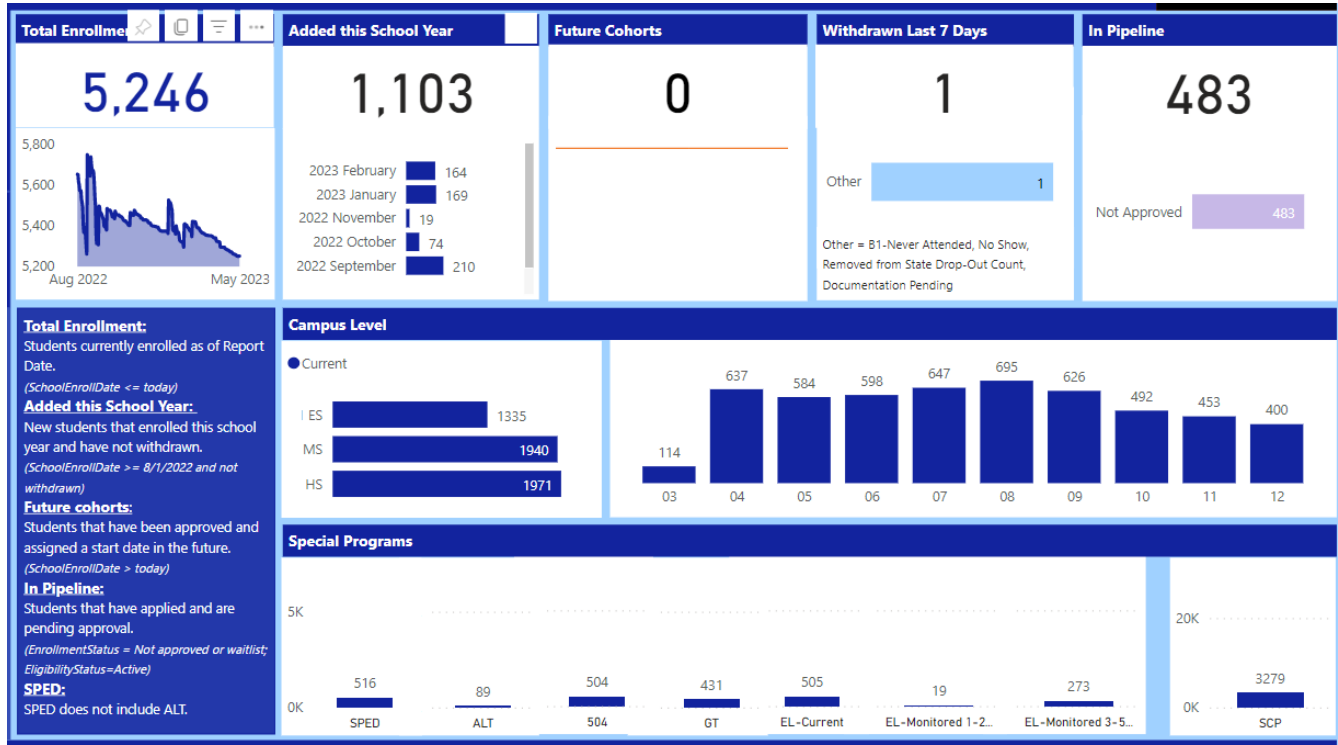 Total Enrollme
Added this School Year
Future Cohorts
Withdrawn Last 7 Days
In Pipeline
5,246
1,103
0
1
483
5,800
5,600
5,400
5,200
Aug 2022 May 2023
2023 February 164
2023 January 169
2022 November 19
2022 October 74
2022 September 210
Other 1
Other = B1-Never Attended, No Show,
Removed from State Drop-Out Count,
Documentation Pending
Not Approved 483
Total Enrollment:
Students currently enrolled as of Report
Date.
(SchoolEnrollDate <= today)
Added this School Year:
New students that enrolled this school
year and have not withdrawn.
(SchoolEnrollDate >= 8/1/2022 and not
withdrawn)
Future cohorts:
Students that have been approved and
assigned a start date in the future.
(SchoolEnrollDate > today)
In Pipeline:
Students that have applied and are
pending approval.
(EnrollmentStatus = Not approved or waitlist;
EligibilityStatus=Active)
SPED:
SPED does not include ALT.
Campus Level
Current
ES 1335
MS 1940
HS 1971
114 637 584 598 647 695 626 492 453 400
03 04 05 06 07 08 09 10 11 12
Special Programs
5K
0K
516 89 504 431 505 19 273
SPED ALT 504 GT EL-Current EL-Monitored 1-2... EL-Monitored 3-5...
20K
0K
3279
SCP